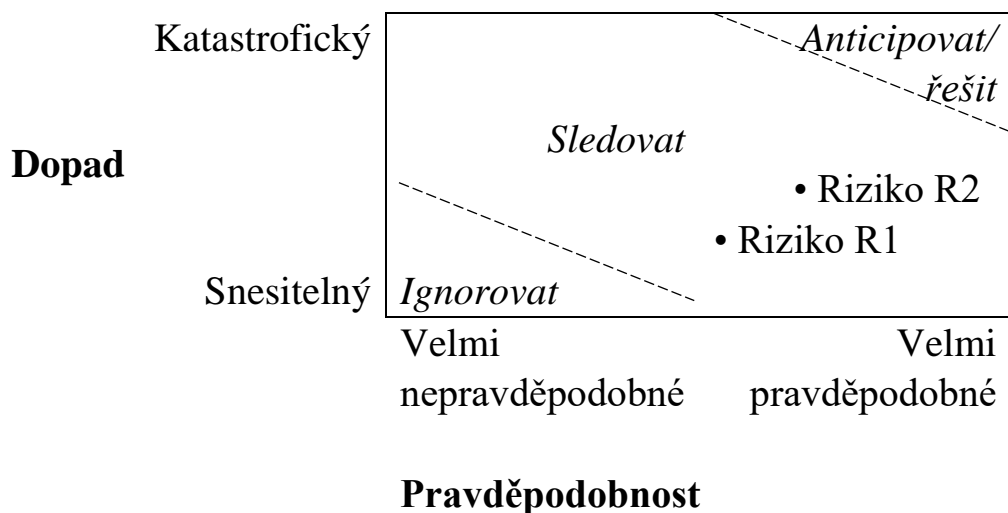 Katastrofický
Anticipovat/
řešit
Sledovat
Dopad
• Riziko R2
• Riziko R1
Snesitelný
Ignorovat
Velmi
nepravděpodobné
Velmi
pravděpodobné
Pravděpodobnost